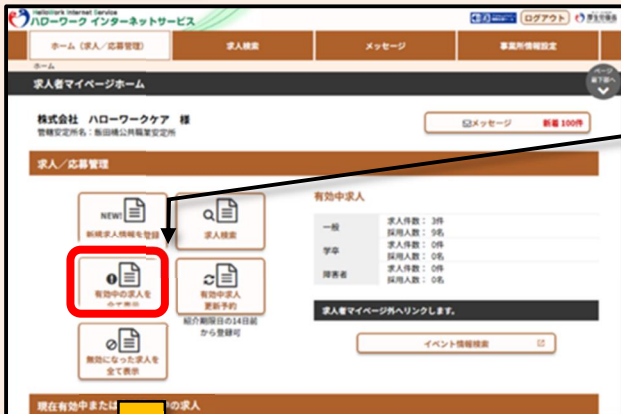 HelloWork Internet Service
ハローワーク インターネットサービス
ログアウト
厚生労働省
ホーム（求人／応募管理）
求人検索
メッセージ
事業所情報設定
ホーム
求人者マイページホーム
ページ
最下部へ
株式会社 ハローワークケア 様
管轄安定所名：飯田橋公共職業安定所
メッセージ 新着 100件
求人／応募管理
NEW!
新規求人情報を登録
求人検索
有効中の求人を
全て表示
有効中求人
更新予約
紹介期限日の14日前
から登録可
無効になった求人を
全て表示
有効中求人
一般
求人件数： 3件
採用人数： 9名
学卒
求人件数： 0件
採用人数： 0名
障害者
求人件数： 0件
採用人数： 0名
求人者マイページ外へリンクします。
イベント情報検索
現在有効中または
中の求人